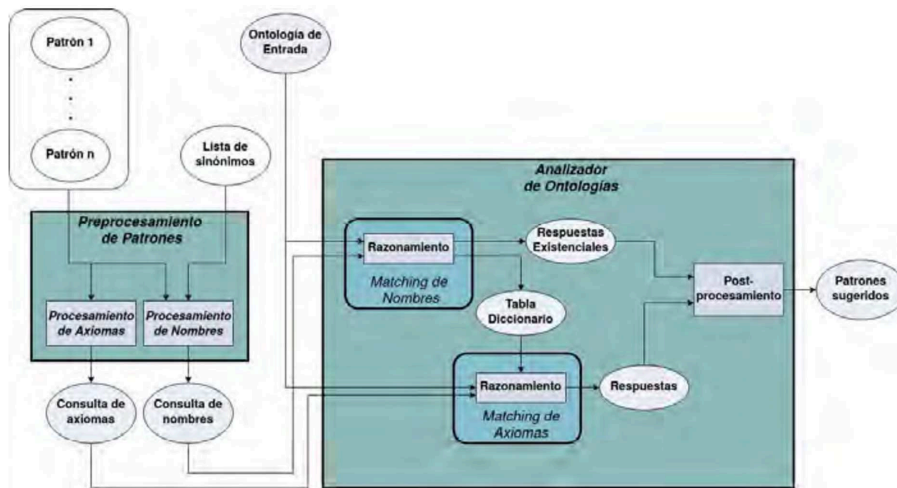 Patrón 1
Patrón n
Ontología de
Entrada
Lista de
sinónimos
Preprocesamiento
de Patrones
Procesamiento
de Axiomas
Procesamiento
de Nombres
Consulta de
axiomas
Consulta de
nombres
Analizador
de Ontologías
Razonamiento
Matching de
Nombres
Respuestas
Existenciales
Tabla
Diccionario
Razonamiento
Matching de
Axiomas
Respuestas
Post-
procesamiento
Patrones
sugeridos